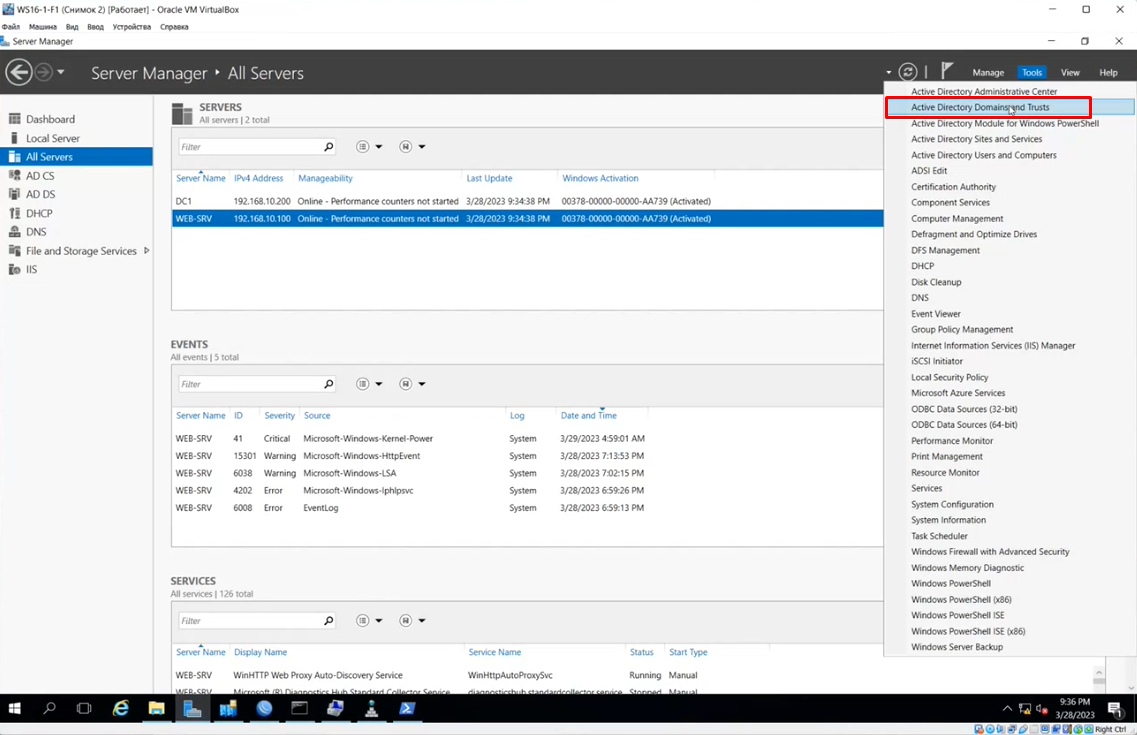 WS16-1-F1 (Снимок 2) [Работает] - Oracle VM VirtualBox
Файл Машина Вид Ввод Устройства Справка
Server Manager
Server Manager ‣ All Servers
Manage Tools View Help
Dashboard
Local Server
All Servers
AD CS
AD DS
DHCP
DNS
File and Storage Services
IIS
SERVERS
All servers | 2 total
Filter
Server Name IPv4 Address Manageability Last Update Windows Activation
DC1 192.168.10.200 Online - Performance counters not started 3/28/2023 9:34:38 PM 00378-00000-00000-AA739 (Activated)
WEB-SRV 192.168.10.100 Online - Performance counters not started 3/28/2023 9:34:38 PM 00378-00000-00000-AA739 (Activated)
EVENTS
All events | 5 total
Filter
Server Name ID Severity Source Log Date and Time
WEB-SRV 41 Critical Microsoft-Windows-Kernel-Power System 3/29/2023 4:59:01 AM
WEB-SRV 15301 Warning Microsoft-Windows-HttpEvent System 3/28/2023 7:13:53 PM
WEB-SRV 6038 Warning Microsoft-Windows-LSA System 3/28/2023 7:02:15 PM
WEB-SRV 4202 Error Microsoft-Windows-Iphlpsvc System 3/28/2023 6:59:26 PM
WEB-SRV 6008 Error EventLog System 3/28/2023 6:59:13 PM
SERVICES
All services | 126 total
Filter
Server Name Display Name Service Name Status Start Type
WEB-SRV WinHTTP Web Proxy Auto-Discovery Service WinHttpAutoProxySvc Running Manual
WEB-SRV Microsoft (R) Diagnostics Hub Standard Collector Service diagnosticshub.standardcollector.service Stopped Manual
Active Directory Administrative Center
Active Directory Domains and Trusts
Active Directory Module for Windows PowerShell
Active Directory Sites and Services
Active Directory Users and Computers
ADSI Edit
Certification Authority
Component Services
Computer Management
Defragment and Optimize Drives
DFS Management
DHCP
Disk Cleanup
DNS
Event Viewer
Group Policy Management
Internet Information Services (IIS) Manager
iSCSI Initiator
Local Security Policy
Microsoft Azure Services
ODBC Data Sources (32-bit)
ODBC Data Sources (64-bit)
Performance Monitor
Print Management
Resource Monitor
Services
System Configuration
System Information
Task Scheduler
Windows Firewall with Advanced Security
Windows Memory Diagnostic
Windows PowerShell
Windows PowerShell (x86)
Windows PowerShell ISE
Windows PowerShell ISE (x86)
Windows Server Backup
9:36 PM
3/28/2023
1
Right Ctrl